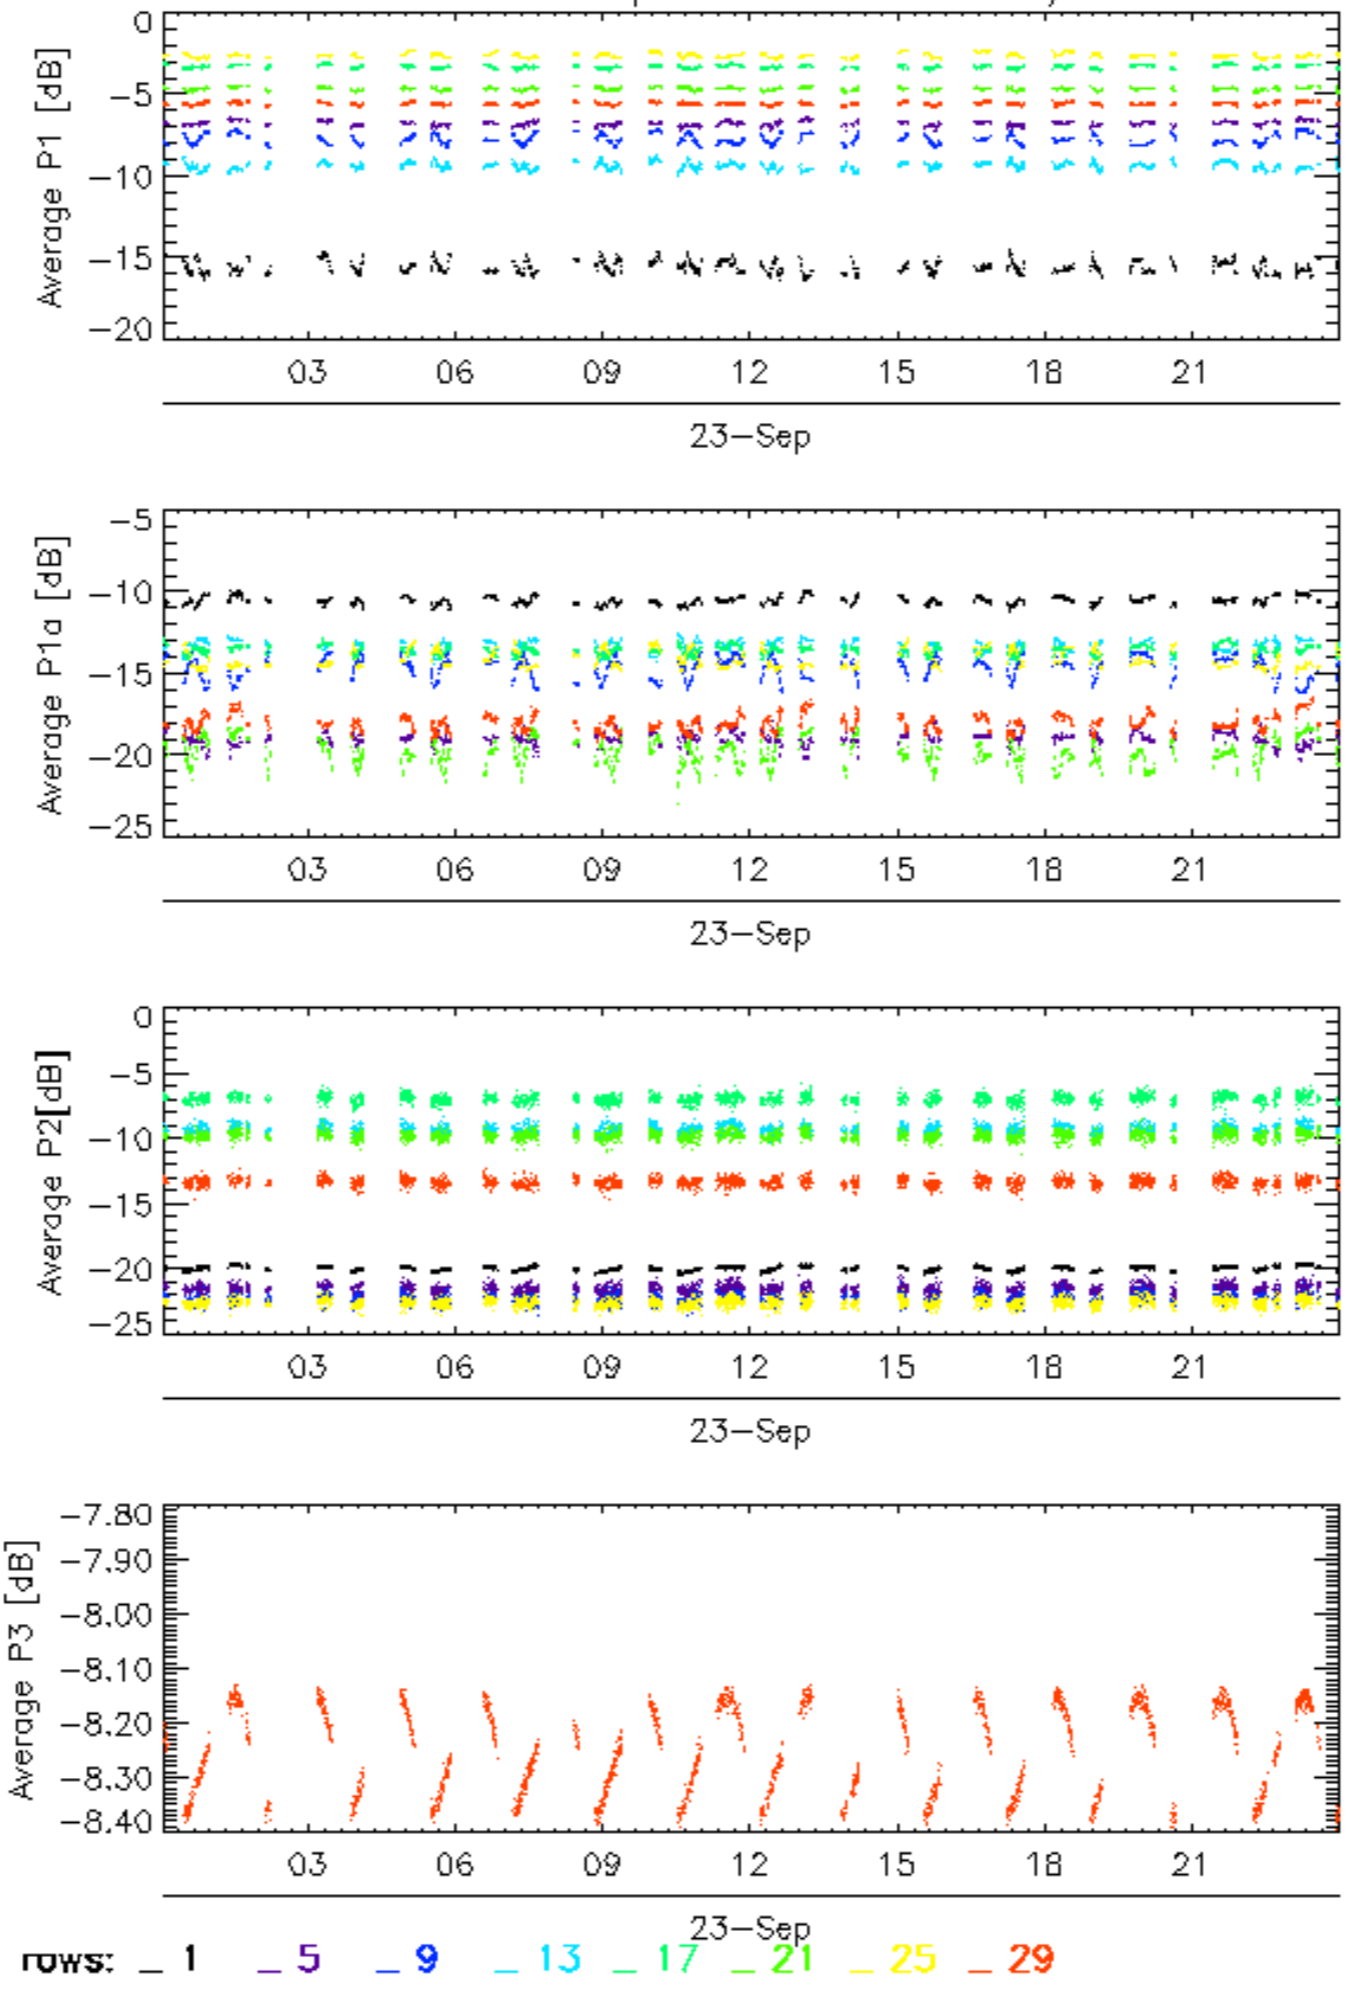 0
−5
−10
−15
−20
Average P1 [dB]
03 06 09 12 15 18 21
23−Sep
−5
−10
−15
−20
−25
Average P1a [dB]
03 06 09 12 15 18 21
23−Sep
0
−5
−10
−15
−20
−25
Average P2[dB]
03 06 09 12 15 18 21
23−Sep
−7.80
−7.90
−8.00
−8.10
−8.20
−8.30
−8.40
Average P3 [dB]
03 06 09 12 15 18 21
23−Sep
rows: _ 1 _ 5 _ 9 _ 13 _ 17 _ 21 _ 25 _ 29